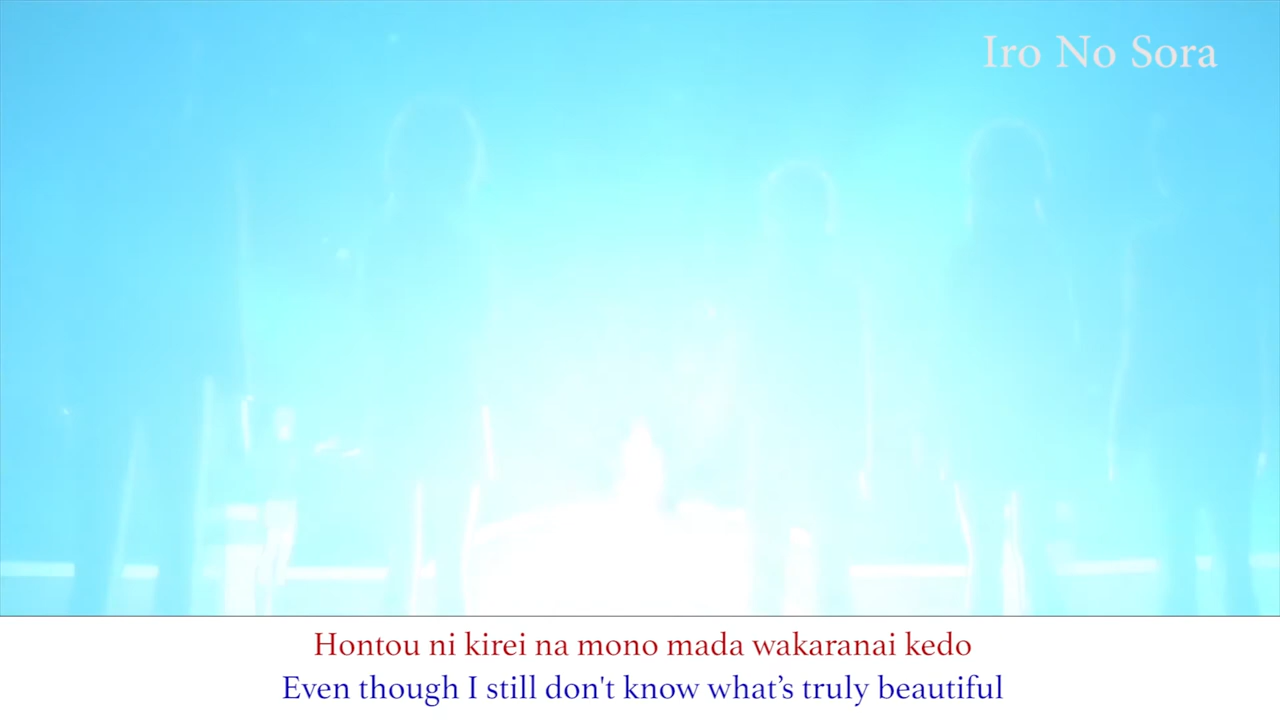 Iro No Sora
Hontou ni kirei na mono mada wakaranai kedo
Even though I still don't know what’s truly beautiful